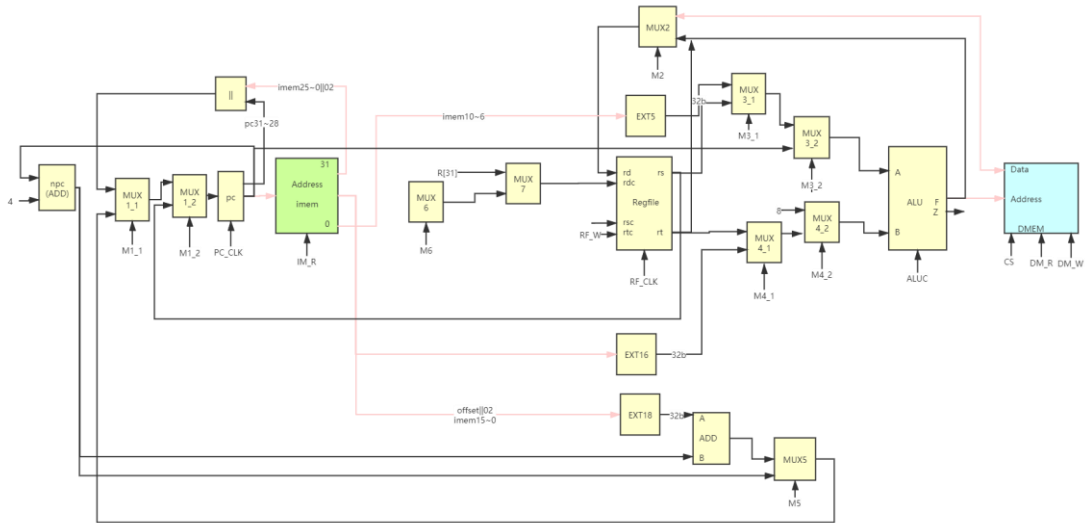 MUX2
M2
imem25~0||02
||
pc31~28
imem10~6
EXT5
32b
MUX
3_1
M3_1
MUX
3_2
M3_2
npc
(ADD)
4
MUX
1_1
M1_1
MUX
1_2
M1_2
pc
PC_CLK
31
Address
imem
0
IM_R
R[31]
MUX
6
M6
MUX
7
rd
rdc
rs
Regfile
rsc
rtc
rt
RF_W
RF_CLK
MUX
4_1
M4_1
8
MUX
4_2
M4_2
A
ALU
F
Z
B
ALUC
Data
Address
DMEM
CS
DM_R
DM_W
EXT16
32b
offset||02
imem15~0
EXT18
32b
A
ADD
B
MUX5
M5